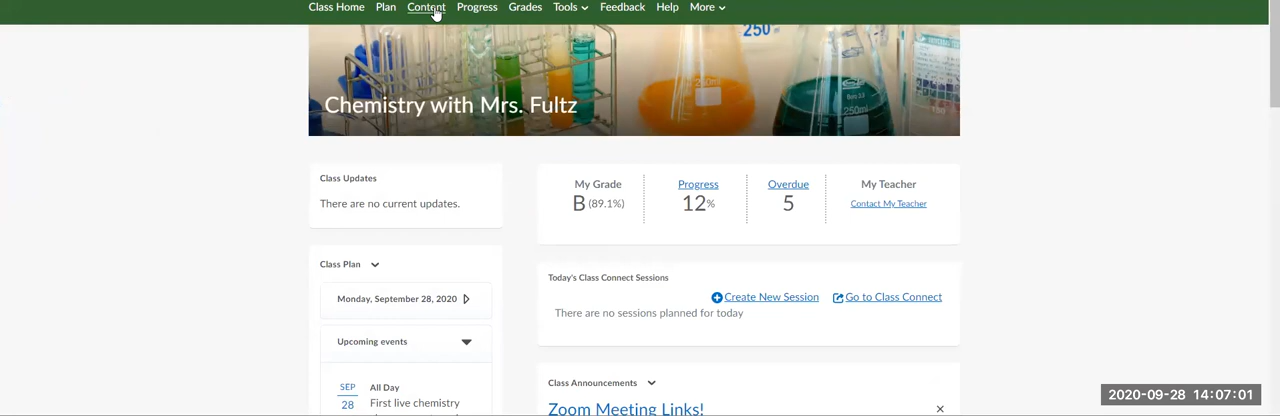 Class Home Plan Content Progress Grades Tools Feedback Help More
250
250ml
Chemistry with Mrs. Fultz
Class Updates
There are no current updates.
My Grade
B (89.1%)
Progress
12%
Overdue
5
My Teacher
Contact My Teacher
Class Plan
Monday, September 28, 2020
Upcoming events
SEP
28
All Day
First live chemistry
Today's Class Connect Sessions
Create New Session Go to Class Connect
There are no sessions planned for today
Class Announcements
Zoom Meeting Links!
2020-09-28 14:07:01